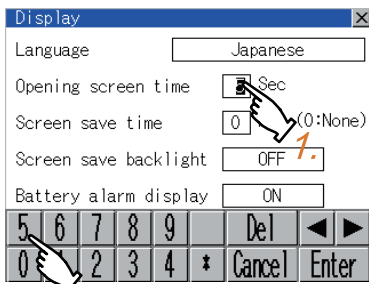 Display
Language Japanese
Opening screen time Sec
Screen save time 0 (0:None)
1.
Screen save backlight OFF
Battery alarm display ON
5 6 7 8 9 Del ◀ ▶
0 2 3 4 * Cancel Enter